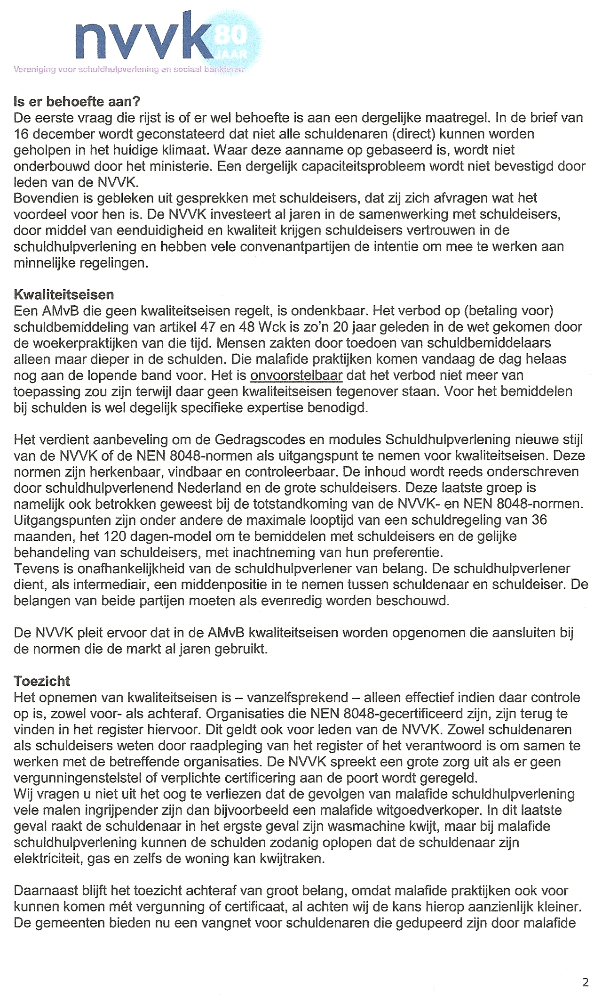 nvvk 80
JAAR
Vereniging voor schuldhulpverlening en sociaal bankieren
Is er behoefte aan?
De eerste vraag die rijst is of er wel behoefte is aan een dergelijke maatregel. In de brief van
16 december wordt geconstateerd dat niet alle schuldenaren (direct) kunnen worden
geholpen in het huidige klimaat. Waar deze aanname op gebaseerd is, wordt niet
onderbouwd door het ministerie. Een dergelijk capaciteitsprobleem wordt niet bevestigd door
leden van de NVVK.
Bovendien is gebleken uit gesprekken met schuldeisers, dat zij zich afvragen wat het
voordeel voor hen is. De NVVK investeert al jaren in de samenwerking met schuldeisers,
door middel van eenduidigheid en kwaliteit krijgen schuldeisers vertrouwen in de
schuldhulpverlening en hebben vele convenantpartijen de intentie om mee te werken aan
minnelijke regelingen.
Kwaliteitseisen
Een AMvB die geen kwaliteitseisen regelt, is ondenkbaar. Het verbod op (betaling voor)
schuldbemiddeling van artikel 47 en 48 Wck is zo'n 20 jaar geleden in de wet gekomen door
de woekerpraktijken van die tijd. Mensen zakten door toedoen van schuldbemiddelaars
alleen maar dieper in de schulden. Die malafide praktijken komen vandaag de dag helaas
nog aan de lopende band voor. Het is onvoorstelbaar dat het verbod niet meer van
toepassing zou zijn terwijl daar geen kwaliteitseisen tegenover staan. Voor het bemiddelen
bij schulden is wel degelijk specifieke expertise benodigd.
Het verdient aanbeveling om de Gedragscodes en modules Schuldhulpverlening nieuwe stijl
van de NVVK of de NEN 8048-normen als uitgangspunt te nemen voor kwaliteitseisen. Deze
normen zijn herkenbaar, vindbaar en controleerbaar. De inhoud wordt reeds onderschreven
door schuldhulpverlenend Nederland en de grote schuldeisers. Deze laatste groep is
namelijk ook betrokken geweest bij de totstandkoming van de NVVK- en NEN 8048-normen.
Uitgangspunten zijn onder andere de maximale looptijd van een schuldregeling van 36
maanden, het 120 dagen-model om te bemiddelen met schuldeisers en de gelijke
behandeling van schuldeisers, met inachtneming van hun preferentie.
Tevens is onafhankelijkheid van de schuldhulpverlener van belang. De schuldhulpverlener
dient, als intermediair, een middenpositie in te nemen tussen schuldenaar en schuldeiser. De
belangen van beide partijen moeten als evenredig worden beschouwd.
De NVVK pleit ervoor dat in de AMvB kwaliteitseisen worden opgenomen die aansluiten bij
de normen die de markt al jaren gebruikt.
Toezicht
Het opnemen van kwaliteitseisen is – vanzelfsprekend – alleen effectief indien daar controle
op is, zowel voor- als achteraf. Organisaties die NEN 8048-gecertificeerd zijn, zijn terug te
vinden in het register hiervoor. Dit geldt ook voor leden van de NVVK. Zowel schuldenaren
als schuldeisers weten door raadpleging van het register of het verantwoord is om samen te
werken met de betreffende organisaties. De NVVK spreekt een grote zorg uit als er geen
vergunningenstelstel of verplichte certificering aan de poort wordt geregeld.
Wij vragen u niet uit het oog te verliezen dat de gevolgen van malafide schuldhulpverlening
vele malen ingrijpender zijn dan bijvoorbeeld een malafide witgoedverkoper. In dit laatste
geval raakt de schuldenaar in het ergste geval zijn wasmachine kwijt, maar bij malafide
schuldhulpverlening kunnen de schulden zodanig oplopen dat de schuldenaar zijn
elektriciteit, gas en zelfs de woning kan kwijtraken.
Daarnaast blijft het toezicht achteraf van groot belang, omdat malafide praktijken ook voor
kunnen komen mét vergunning of certificaat, al achten wij de kans hierop aanzienlijk kleiner.
De gemeenten bieden nu een vangnet voor schuldenaren die gedupeerd zijn door malafide
2